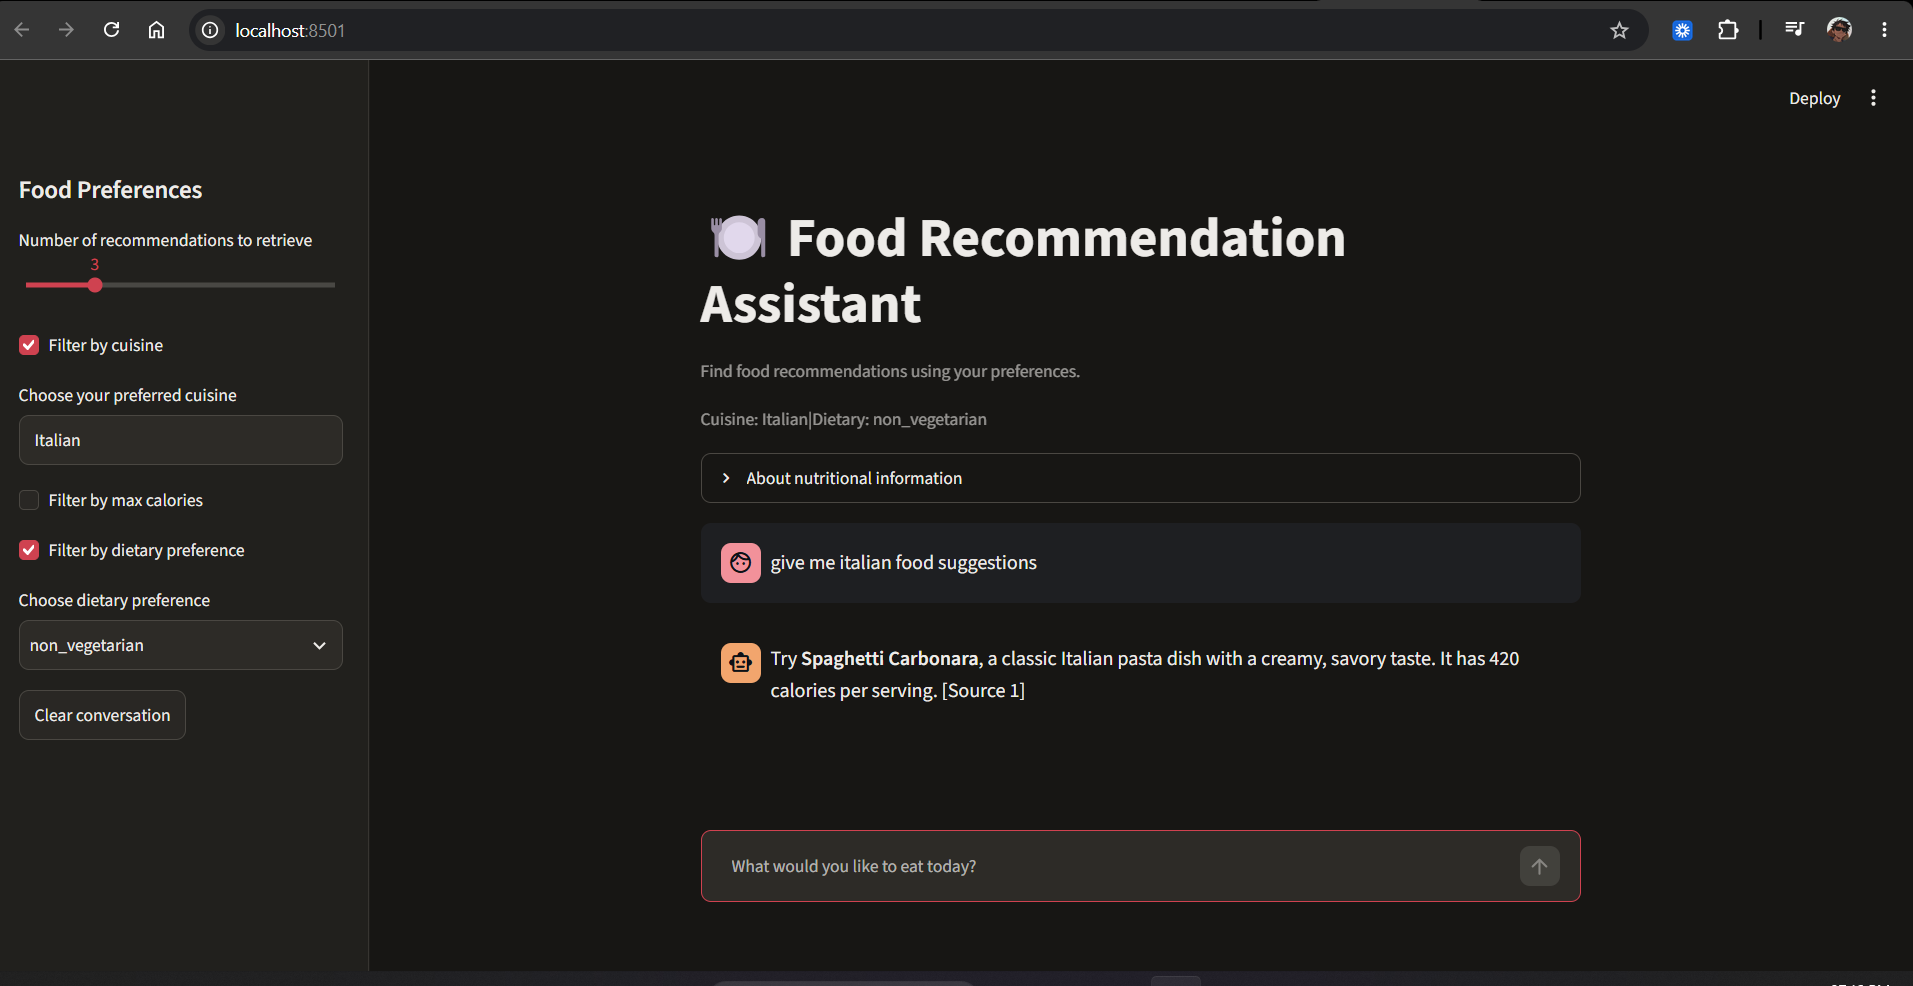 localhost:8501
Deploy
Food Preferences
Number of recommendations to retrieve
3
Filter by cuisine
Choose your preferred cuisine
Italian
Filter by max calories
Filter by dietary preference
Choose dietary preference
non_vegetarian
Clear conversation
Food Recommendation
Assistant
Find food recommendations using your preferences.
Cuisine: Italian|Dietary: non_vegetarian
About nutritional information
give me italian food suggestions
Try Spaghetti Carbonara, a classic Italian pasta dish with a creamy, savory taste. It has 420
calories per serving. [Source 1]
What would you like to eat today?